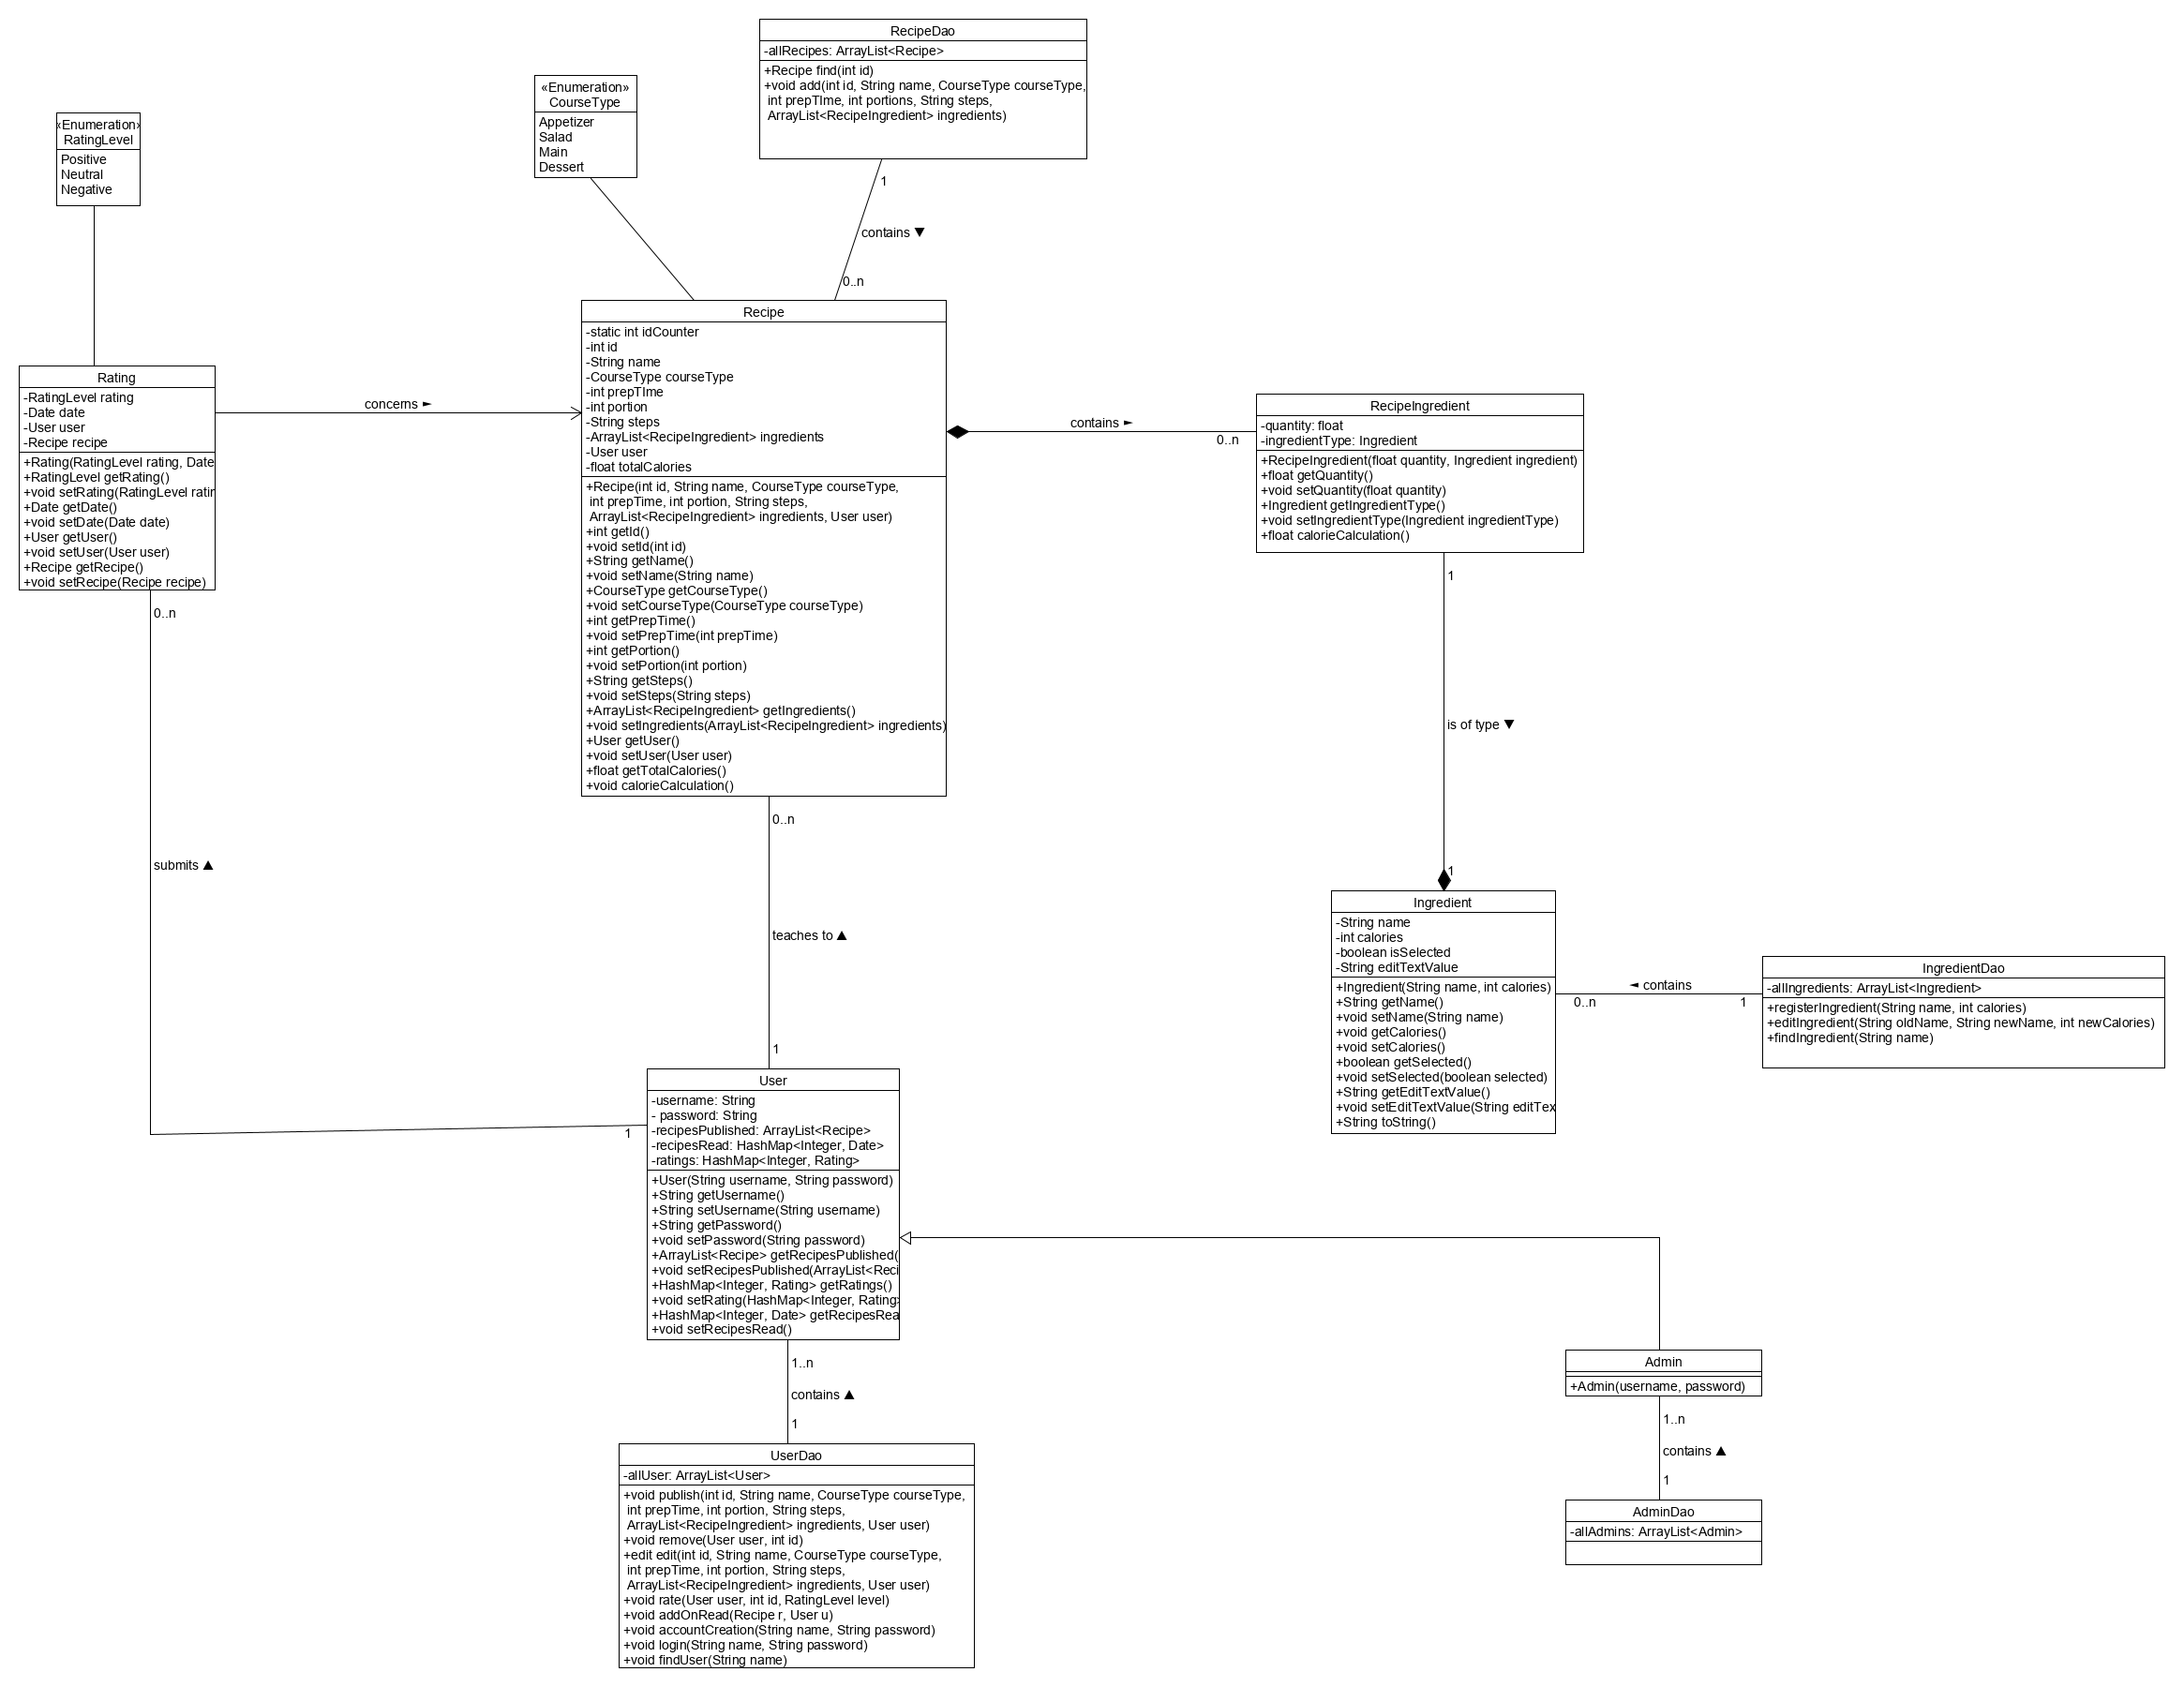 RecipeDao
-allRecipes: ArrayList<Recipe>
+Recipe find(int id)
+void add(int id, String name, CourseType courseType,
int prepTIme, int portions, String steps,
ArrayList<RecipeIngredient> ingredients)
«Enumeration»
CourseType
Appetizer
Salad
Main
Dessert
«Enumeration»
RatingLevel
Positive
Neutral
Negative
1
contains ▼
0..n
Recipe
-static int idCounter
-int id
-String name
-CourseType courseType
-int prepTIme
-int portion
-String steps
-ArrayList<RecipeIngredient> ingredients
-User user
-float totalCalories
+Recipe(int id, String name, CourseType courseType,
int prepTime, int portion, String steps,
ArrayList<RecipeIngredient> ingredients, User user)
+int getId()
+void setId(int id)
+String getName()
+void setName(String name)
+CourseType getCourseType()
+void setCourseType(CourseType courseType)
+int getPrepTime()
+void setPrepTime(int prepTime)
+int getPortion()
+void setPortion(int portion)
+String getSteps()
+void setSteps(String steps)
+ArrayList<RecipeIngredient> getIngredients()
+void setIngredients(ArrayList<RecipeIngredient> ingredients)
+User getUser()
+void setUser(User user)
+float getTotalCalories()
+void calorieCalculation()
Rating
-RatingLevel rating
-Date date
-User user
-Recipe recipe
+Rating(RatingLevel rating, Date
+RatingLevel getRating()
+void setRating(RatingLevel ratin
+Date getDate()
+void setDate(Date date)
+User getUser()
+void setUser(User user)
+Recipe getRecipe()
+void setRecipe(Recipe recipe)
concerns ►
contains ►
0..n
RecipeIngredient
-quantity: float
-ingredientType: Ingredient
+RecipeIngredient(float quantity, Ingredient ingredient)
+float getQuantity()
+void setQuantity(float quantity)
+Ingredient getIngredientType()
+void setIngredientType(Ingredient ingredientType)
+float calorieCalculation()
1
is of type ▼
1
0..n
submits ▲
1
0..n
teaches to ▲
1
Ingredient
-String name
-int calories
-boolean isSelected
-String editTextValue
+Ingredient(String name, int calories)
+String getName()
+void setName(String name)
+void getCalories()
+void setCalories()
+boolean getSelected()
+void setSelected(boolean selected)
+String getEditTextValue()
+void setEditTextValue(String editTex
+String toString()
◄ contains
0..n
1
IngredientDao
-allIngredients: ArrayList<Ingredient>
+registerIngredient(String name, int calories)
+editIngredient(String oldName, String newName, int newCalories)
+findIngredient(String name)
User
-username: String
- password: String
-recipesPublished: ArrayList<Recipe>
-recipesRead: HashMap<Integer, Date>
-ratings: HashMap<Integer, Rating>
+User(String username, String password)
+String getUsername()
+String setUsername(String username)
+String getPassword()
+void setPassword(String password)
+ArrayList<Recipe> getRecipesPublished(
+void setRecipesPublished(ArrayList<Reci
+HashMap<Integer, Rating> getRatings()
+void setRating(HashMap<Integer, Rating>
+HashMap<Integer, Date> getRecipesRea
+void setRecipesRead()
1..n
contains ▲
1
UserDao
-allUser: ArrayList<User>
+void publish(int id, String name, CourseType courseType,
int prepTime, int portion, String steps,
ArrayList<RecipeIngredient> ingredients, User user)
+void remove(User user, int id)
+edit edit(int id, String name, CourseType courseType,
int prepTime, int portion, String steps,
ArrayList<RecipeIngredient> ingredients, User user)
+void rate(User user, int id, RatingLevel level)
+void addOnRead(Recipe r, User u)
+void accountCreation(String name, String password)
+void login(String name, String password)
+void findUser(String name)
Admin
+Admin(username, password)
1..n
contains ▲
1
AdminDao
-allAdmins: ArrayList<Admin>